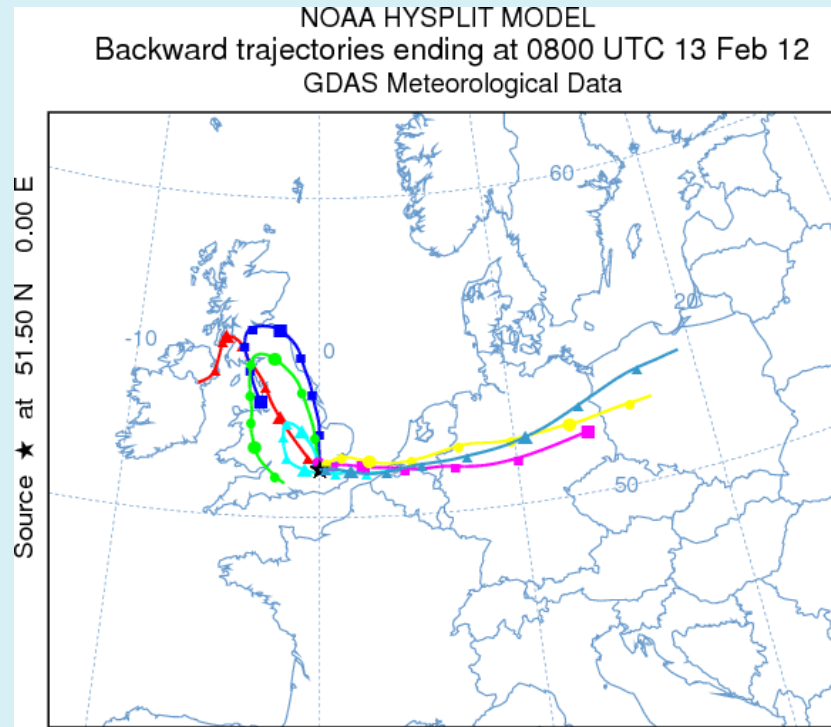 NOAA HYSPLIT MODEL
Backward trajectories ending at 0800 UTC 13 Feb 12
GDAS Meteorological Data
Source ★ at 51.50 N 0.00 E
60
20
-10
0
10
50